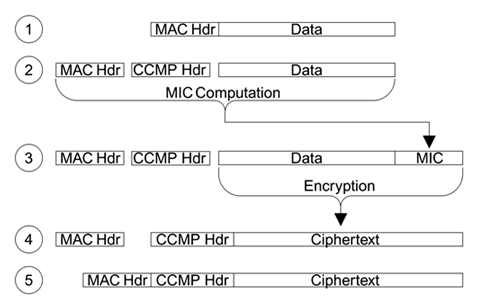 1 MAC Hdr Data
2 MAC Hdr CCMP Hdr Data
MIC Computation
3 MAC Hdr CCMP Hdr Data MIC
Encryption
4 MAC Hdr CCMP Hdr Ciphertext
5 MAC Hdr CCMP Hdr Ciphertext